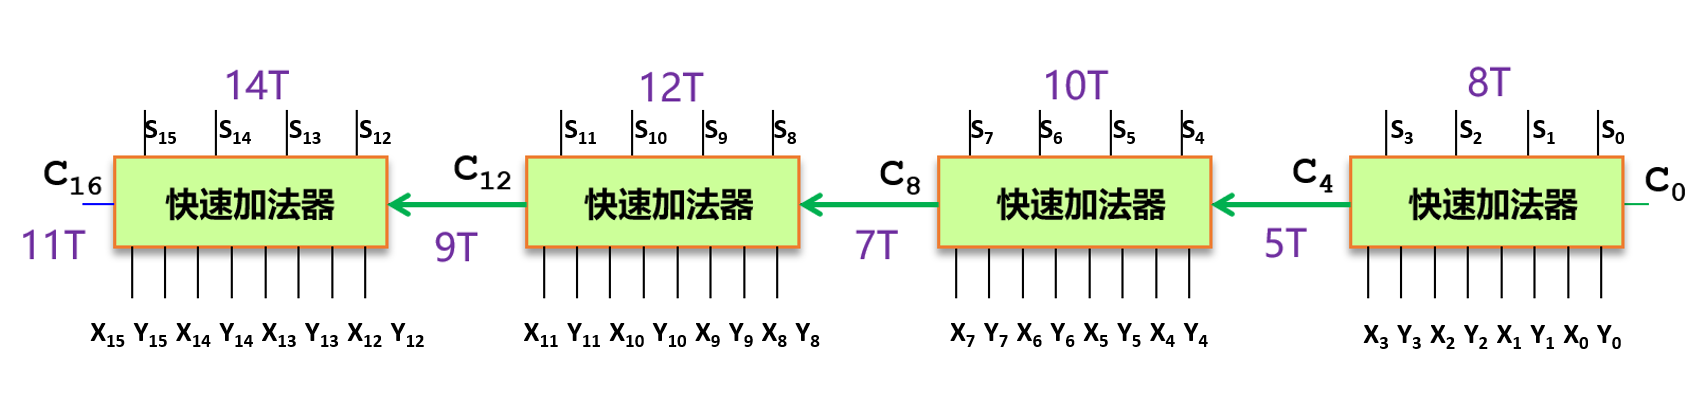 14T 12T 10T 8T
S₁₅ S₁₄ S₁₃ S₁₂ S₁₁ S₁₀ S₉ S₈ S₇ S₆ S₅ S₄ S₃ S₂ S₁ S₀
C₁₆ 快速加法器 C₁₂ 快速加法器 C₈ 快速加法器 C₄ 快速加法器 C₀
11T 9T 7T 5T
X₁₅ Y₁₅ X₁₄ Y₁₄ X₁₃ Y₁₃ X₁₂ Y₁₂ X₁₁ Y₁₁ X₁₀ Y₁₀ X₉ Y₉ X₈ Y₈ X₇ Y₇ X₆ Y₆ X₅ Y₅ X₄ Y₄ X₃ Y₃ X₂ Y₂ X₁ Y₁ X₀ Y₀